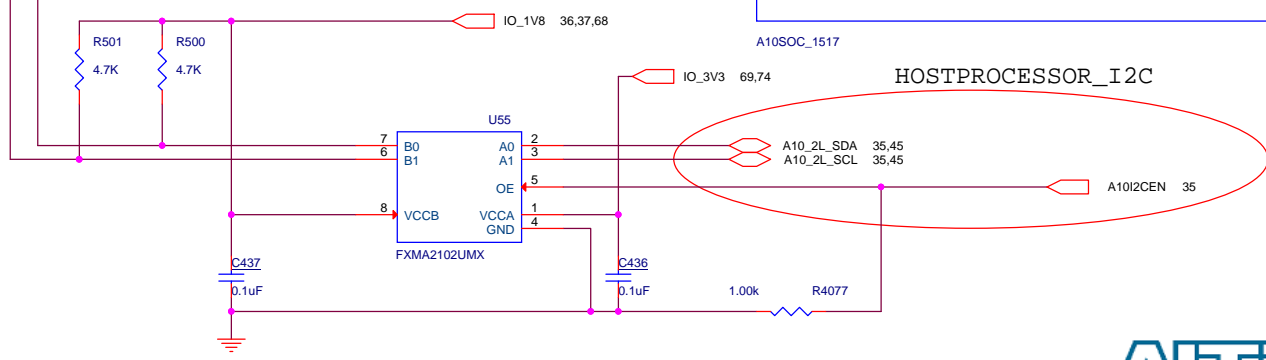 IO_1V8 36,37,68
R501
R500
4.7K
4.7K
A10SOC_1517
IO_3V3 69,74
HOSTPROCESSOR_I2C
U55
7 B0 A0 2 A10_2L_SDA 35,45
6 B1 A1 3 A10_2L_SCL 35,45
OE 5 A10I2CEN 35
8 VCCB VCCA 1
GND 4
FXMA2102UMX
C437
C436
0.1uF
0.1uF
1.00k R4077